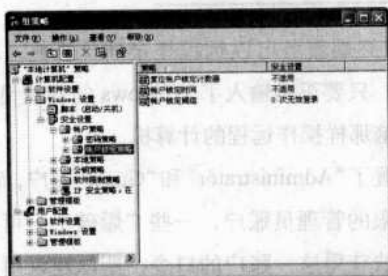 组策略
文件(F) 操作(A) 查看(V) 帮助(H)
"本地计算机"策略
计算机配置
软件设置
Windows 设置
脚本（启动/关机）
安全设置
帐户策略
密码策略
帐户锁定策略
本地策略
公钥策略
软件限制策略
IP 安全策略，在
管理模板
用户配置
软件设置
Windows 设置
管理模板
策略 安全设置
复位帐户锁定计数器 不适用
帐户锁定时间 不适用
帐户锁定阈值 0 次无效登录